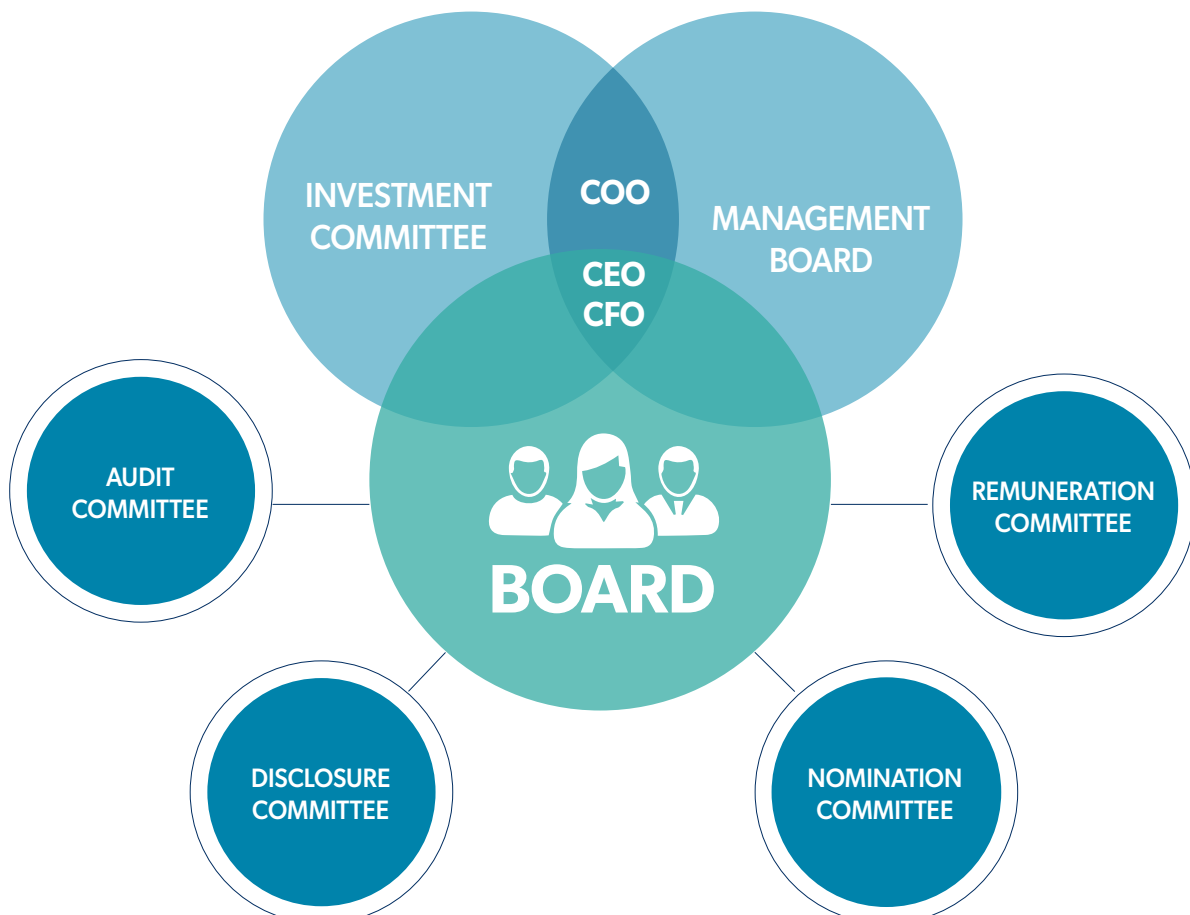 INVESTMENT
COMMITTEE
COO
MANAGEMENT
BOARD
CEO
CFO
AUDIT
COMMITTEE
REMUNERATION
COMMITTEE
BOARD
DISCLOSURE
COMMITTEE
NOMINATION
COMMITTEE